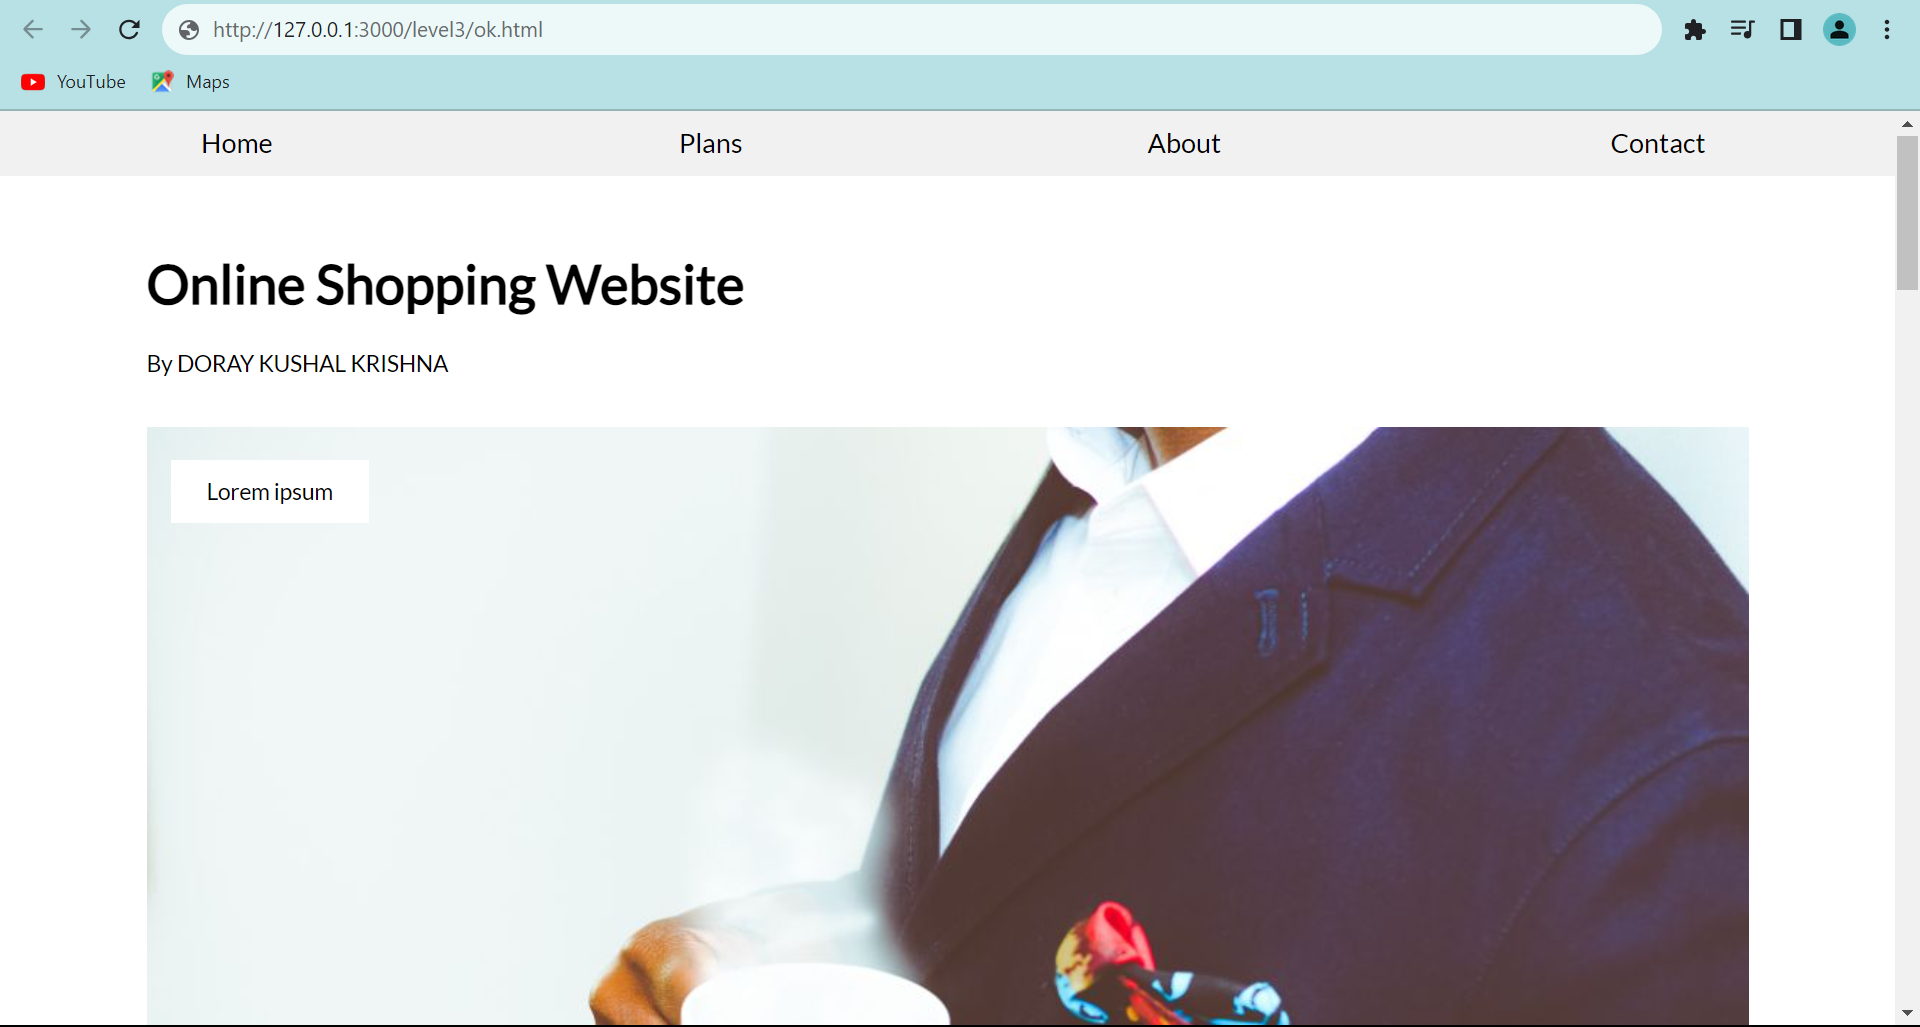 http://127.0.0.1:3000/level3/ok.html
YouTube Maps
Home Plans About Contact
Online Shopping Website
By DORAY KUSHAL KRISHNA
Lorem ipsum